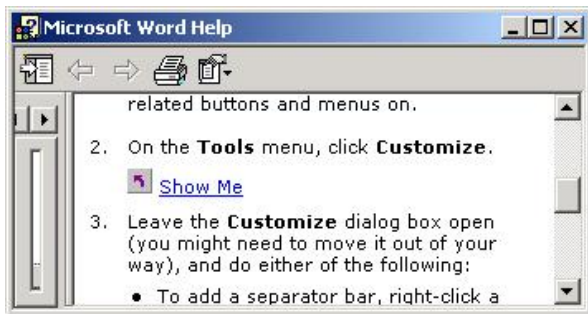 Microsoft Word Help
related buttons and menus on.
2. On the Tools menu, click Customize.
Show Me
3. Leave the Customize dialog box open
(you might need to move it out of your
way), and do either of the following:
• To add a separator bar, right-click a